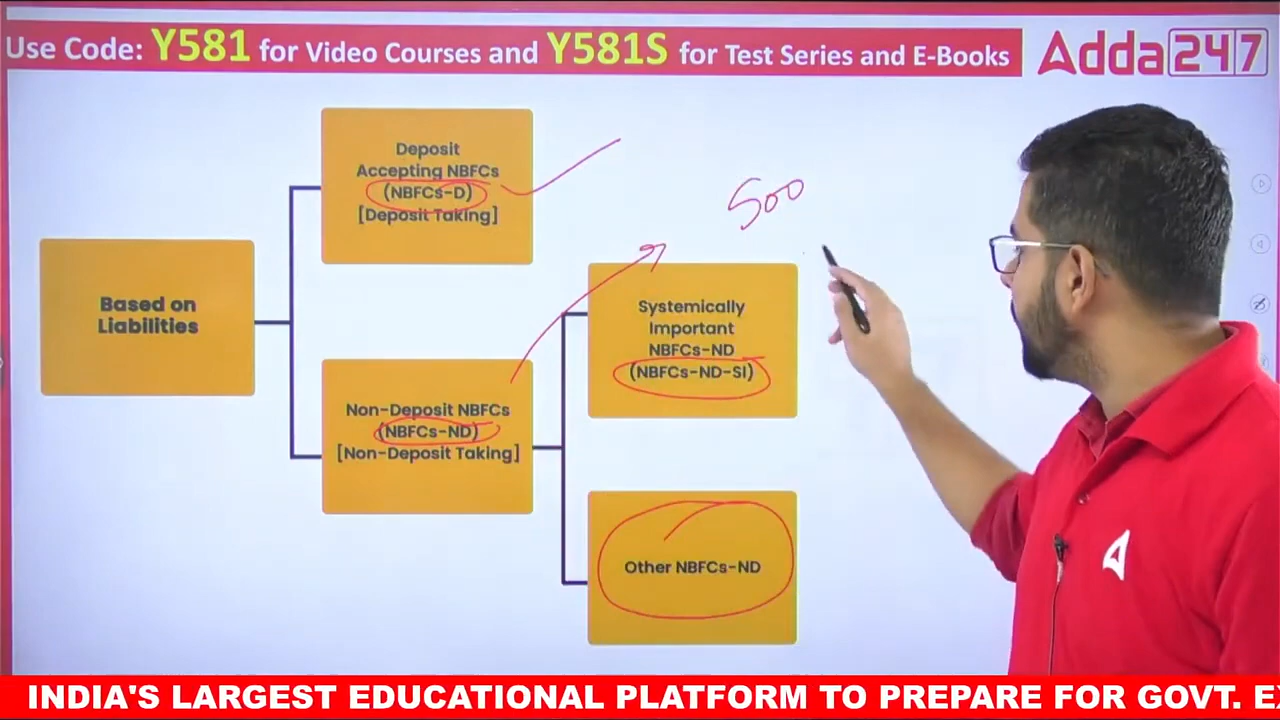 Use Code: Y581 for Video Courses and Y581S for Test Series and E-Books
Adda247
Deposit
Accepting NBFCs
(NBFCs-D)
[Deposit Taking]
500
Based on
Liabilities
Systemically
Important
NBFCs-ND
(NBFCs-ND-SI)
Non-Deposit NBFCs
(NBFCs-ND)
[Non-Deposit Taking]
Other NBFCs-ND
INDIA'S LARGEST EDUCATIONAL PLATFORM TO PREPARE FOR GOVT.